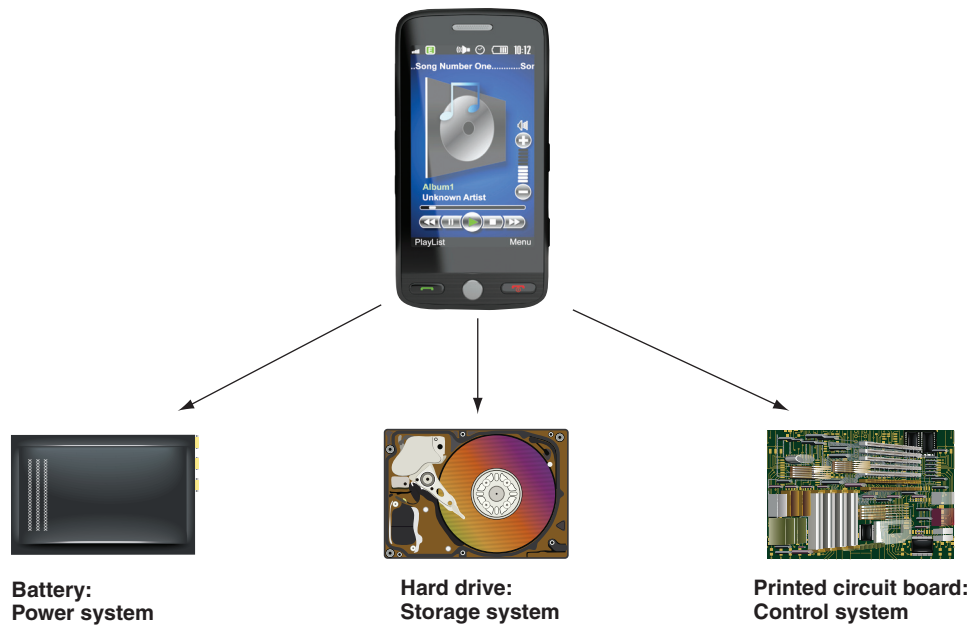 10:12
..Song Number One............Sor
Album1
Unknown Artist
PlayList Menu
Battery:
Power system
Hard drive:
Storage system
Printed circuit board:
Control system